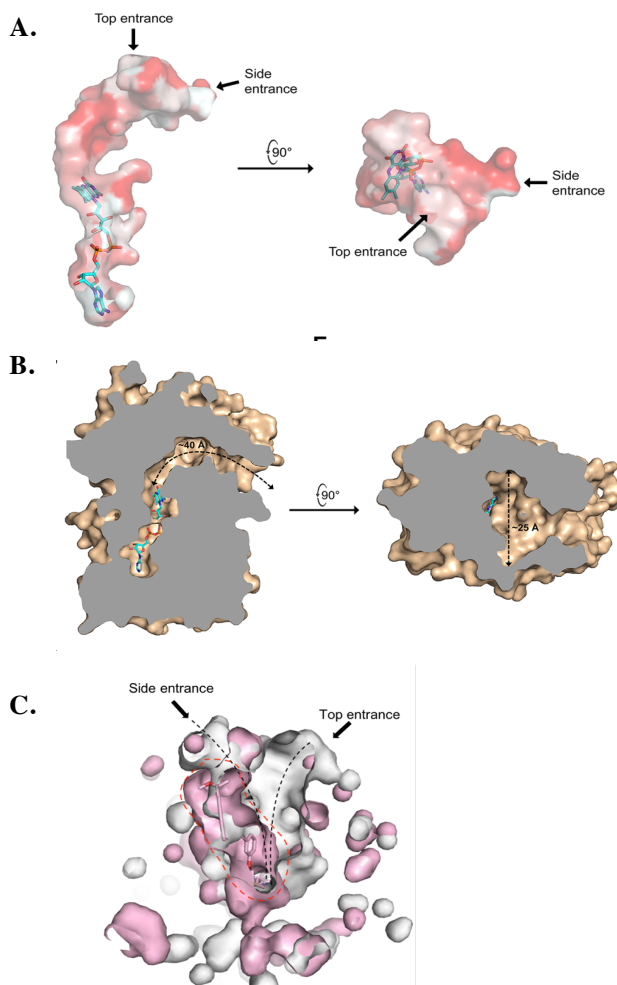 A.
Top entrance
Side
entrance
90°
Side
entrance
Top entrance
B.
~40 Å
90°
~25 Å
C.
Side entrance
Top entrance